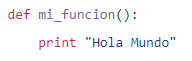 def mi_funcion():
    print "Hola Mundo"